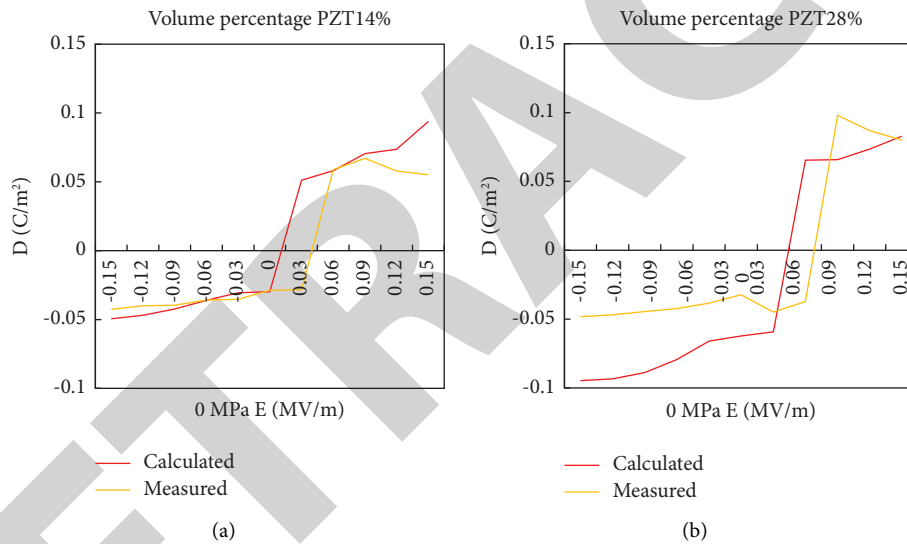 Volume percentage PZT14%
0.15
0.1
0.05
0
-0.05
-0.1
D (C/m²)
-0.15
-0.12
-0.09
-0.06
-0.03
0
0.03
0.06
0.09
0.12
0.15
0 MPa E (MV/m)
Calculated
Measured
(a)
Volume percentage PZT28%
0.15
0.1
0.05
0
-0.05
-0.1
D (C/m²)
-0.15
-0.12
-0.09
-0.06
-0.03
0
0.03
0.06
0.09
0.12
0.15
0 MPa E (MV/m)
Calculated
Measured
(b)